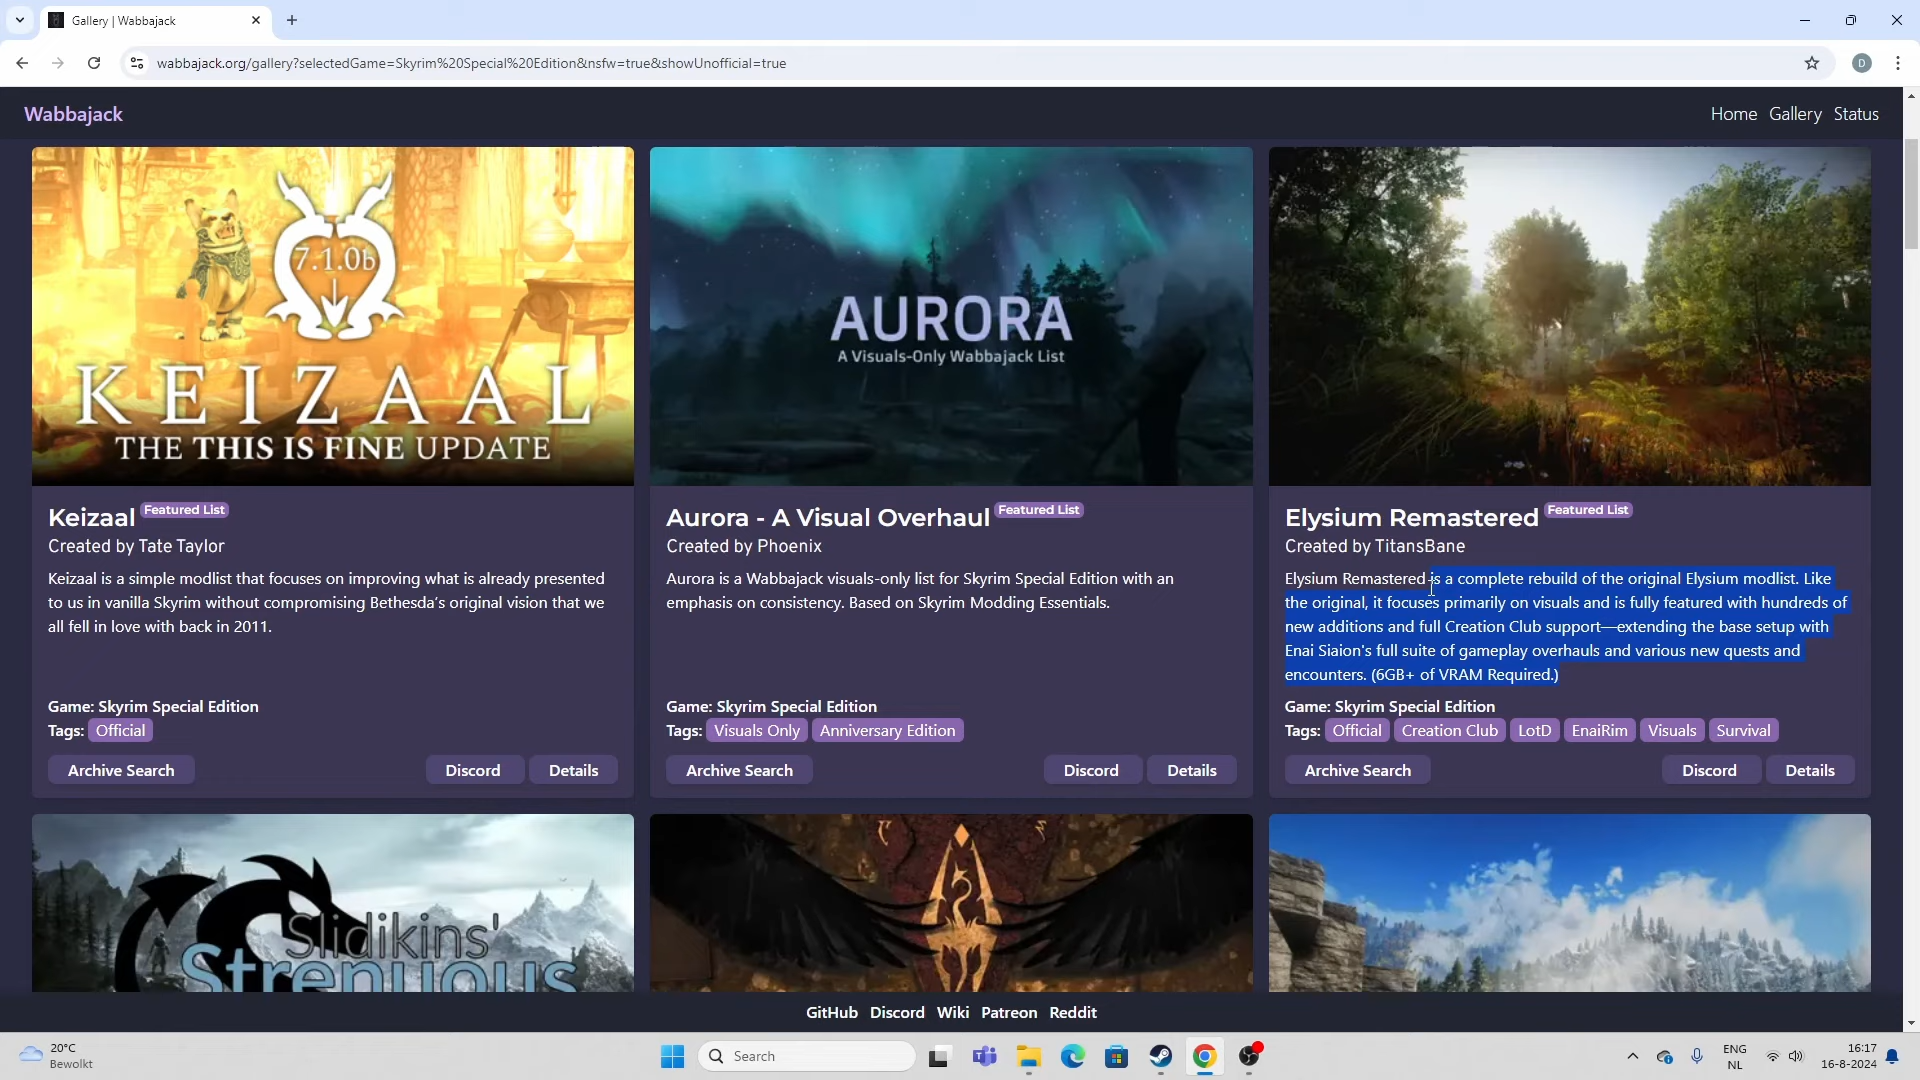 Gallery | Wabbajack
wabbajack.org/gallery?selectedGame=Skyrim%20Special%20Edition&nsfw=true&showUnofficial=true
D
Wabbajack
Home Gallery Status
7.1.0b
KEIZAAL
THE THIS IS FINE UPDATE
Keizaal Featured List
Created by Tate Taylor
Keizaal is a simple modlist that focuses on improving what is already presented
to us in vanilla Skyrim without compromising Bethesda's original vision that we
all fell in love with back in 2011.
Game: Skyrim Special Edition
Tags: Official
Archive Search Discord Details
AURORA
A Visuals-Only Wabbajack List
Aurora - A Visual Overhaul Featured List
Created by Phoenix
Aurora is a Wabbajack visuals-only list for Skyrim Special Edition with an
emphasis on consistency. Based on Skyrim Modding Essentials.
Game: Skyrim Special Edition
Tags: Visuals Only Anniversary Edition
Archive Search Discord Details
Elysium Remastered Featured List
Created by TitansBane
Elysium Remastered is a complete rebuild of the original Elysium modlist. Like
the original, it focuses primarily on visuals and is fully featured with hundreds of
new additions and full Creation Club support—extending the base setup with
Enai Siaion's full suite of gameplay overhauls and various new quests and
encounters. (6GB+ of VRAM Required.)
Game: Skyrim Special Edition
Tags: Official Creation Club LotD EnaiRim Visuals Survival
Archive Search Discord Details
Slidikins'
Strenuous
GitHub Discord Wiki Patreon Reddit
20°C
Bewolkt
Search
ENG
NL
16:17
16-8-2024